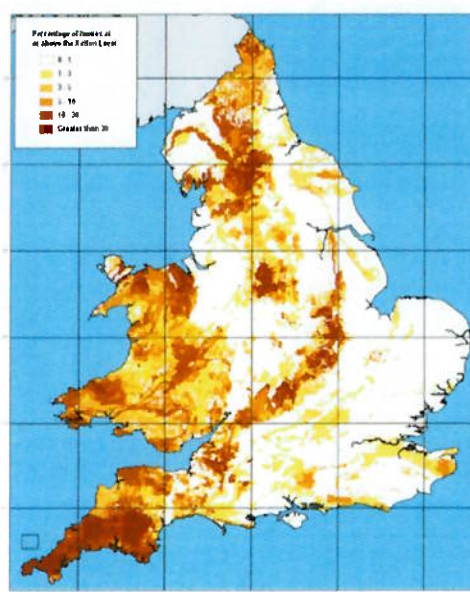 Percentage of homes at
or above the Action Level
0 - 1
1 - 3
3 - 5
5 - 10
10 - 30
Greater than 30